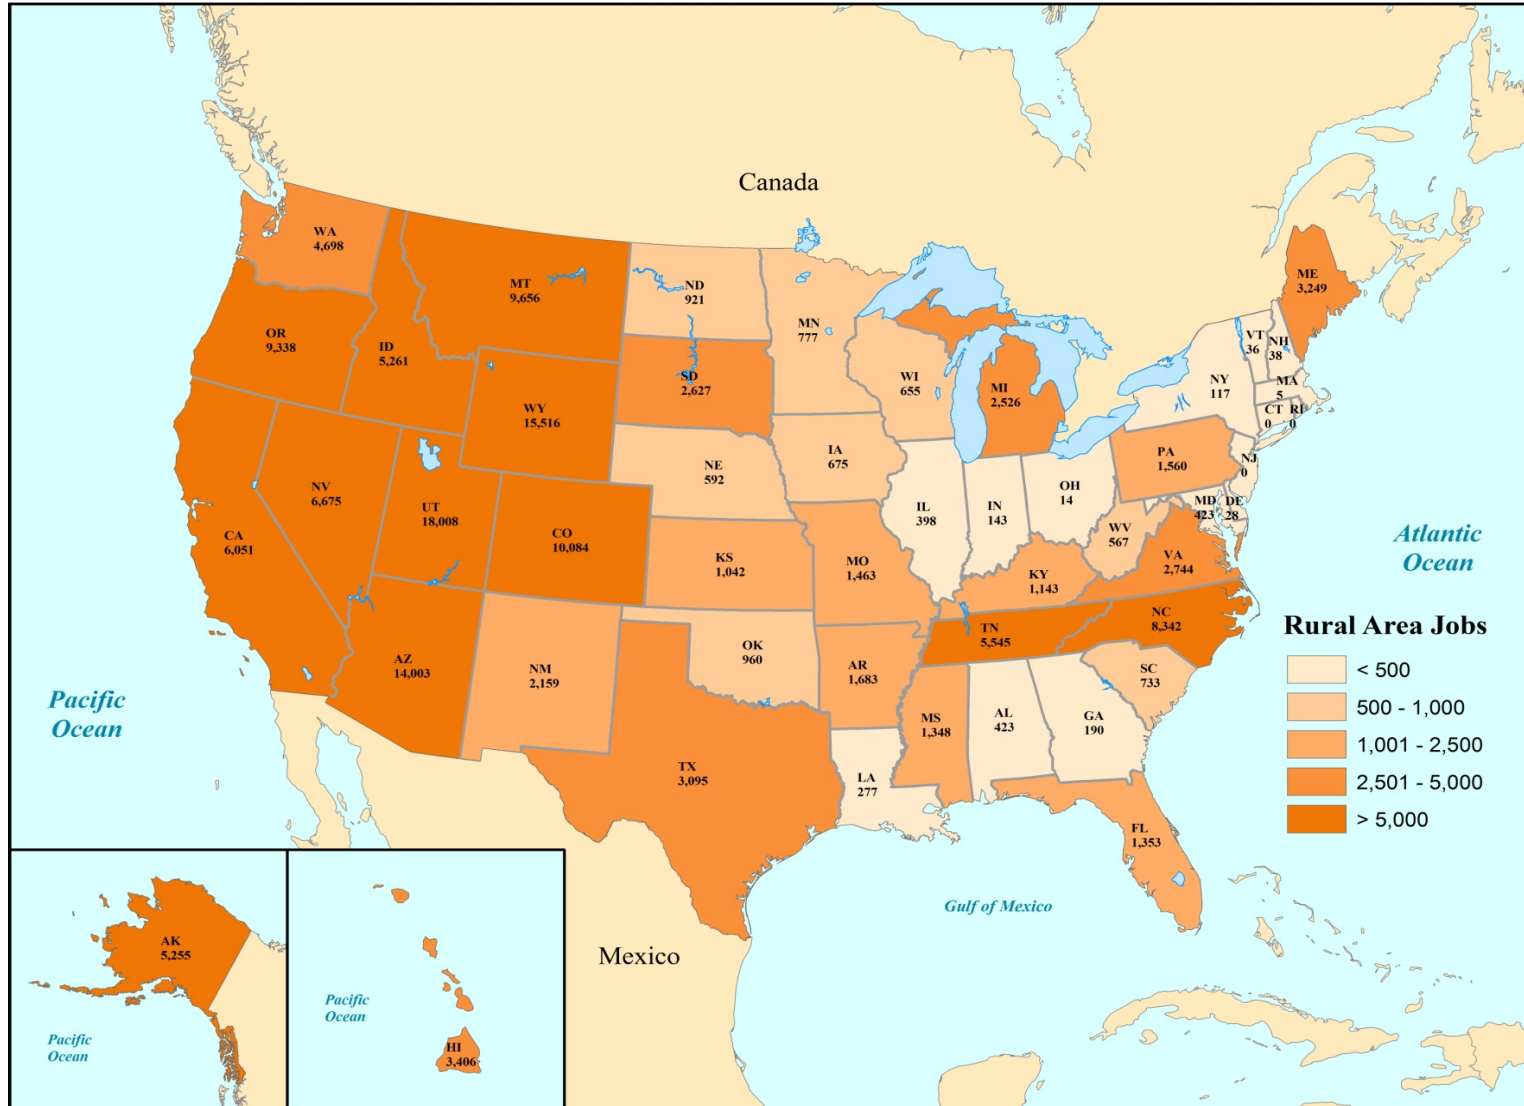 Canada
WA
4,698
MT
9,656
ND
921
MN
777
ME
3,249
OR
9,338
ID
5,261
SD
2,627
WI
655
MI
2,526
VT
36
NH
38
NY
117
MA
5
CT
0
RI
0
WY
15,516
NE
592
IA
675
PA
1,560
NJ
0
NV
6,675
UT
18,008
CO
10,084
IL
398
IN
143
OH
14
MD
423
DE
28
WV
567
VA
2,744
CA
6,051
KS
1,042
MO
1,463
KY
1,143
Atlantic
Ocean
AZ
14,003
NM
2,159
OK
960
AR
1,683
TN
5,545
NC
8,342
SC
733
Pacific
Ocean
TX
3,095
LA
277
MS
1,348
AL
423
GA
190
FL
1,353
Rural Area Jobs
< 500
500 - 1,000
1,001 - 2,500
2,501 - 5,000
> 5,000
Gulf of Mexico
Mexico
AK
5,255
Pacific
Ocean
Pacific
Ocean
HI
3,406